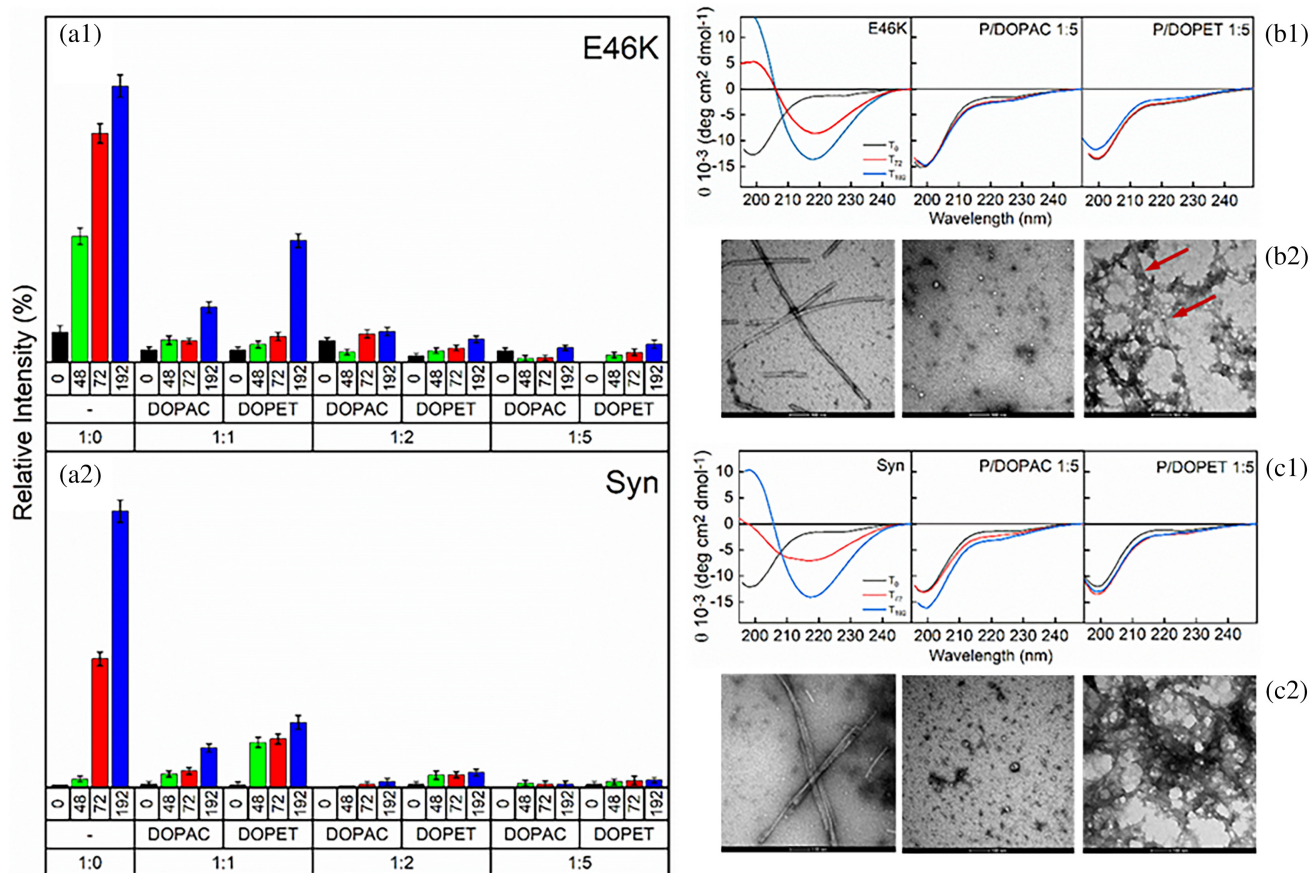 (a1)
E46K
Relative Intensity (%)
0 48 72 192 0 48 72 192 0 48 72 192 0 48 72 192 0 48 72 192 0 48 72 192 0 48 72 192
- DOPAC DOPET DOPAC DOPET DOPAC DOPET
1:0 1:1 1:2 1:5
(a2)
Syn
0 48 72 192 0 48 72 192 0 48 72 192 0 48 72 192 0 48 72 192 0 48 72 192 0 48 72 192
- DOPAC DOPET DOPAC DOPET DOPAC DOPET
1:0 1:1 1:2 1:5
(b1)
E46K P/DOPAC 1:5 P/DOPET 1:5
θ 10-3 (deg cm2 dmol-1)
10
5
0
-5
-10
-15
T0
T72
T192
200 210 220 230 240 200 210 220 230 240 200 210 220 230 240
Wavelength (nm)
(b2)
(c1)
Syn P/DOPAC 1:5 P/DOPET 1:5
θ 10-3 (deg cm2 dmol-1)
10
5
0
-5
-10
-15
T0
T72
T192
200 210 220 230 240 200 210 220 230 240 200 210 220 230 240
Wavelength (nm)
(c2)